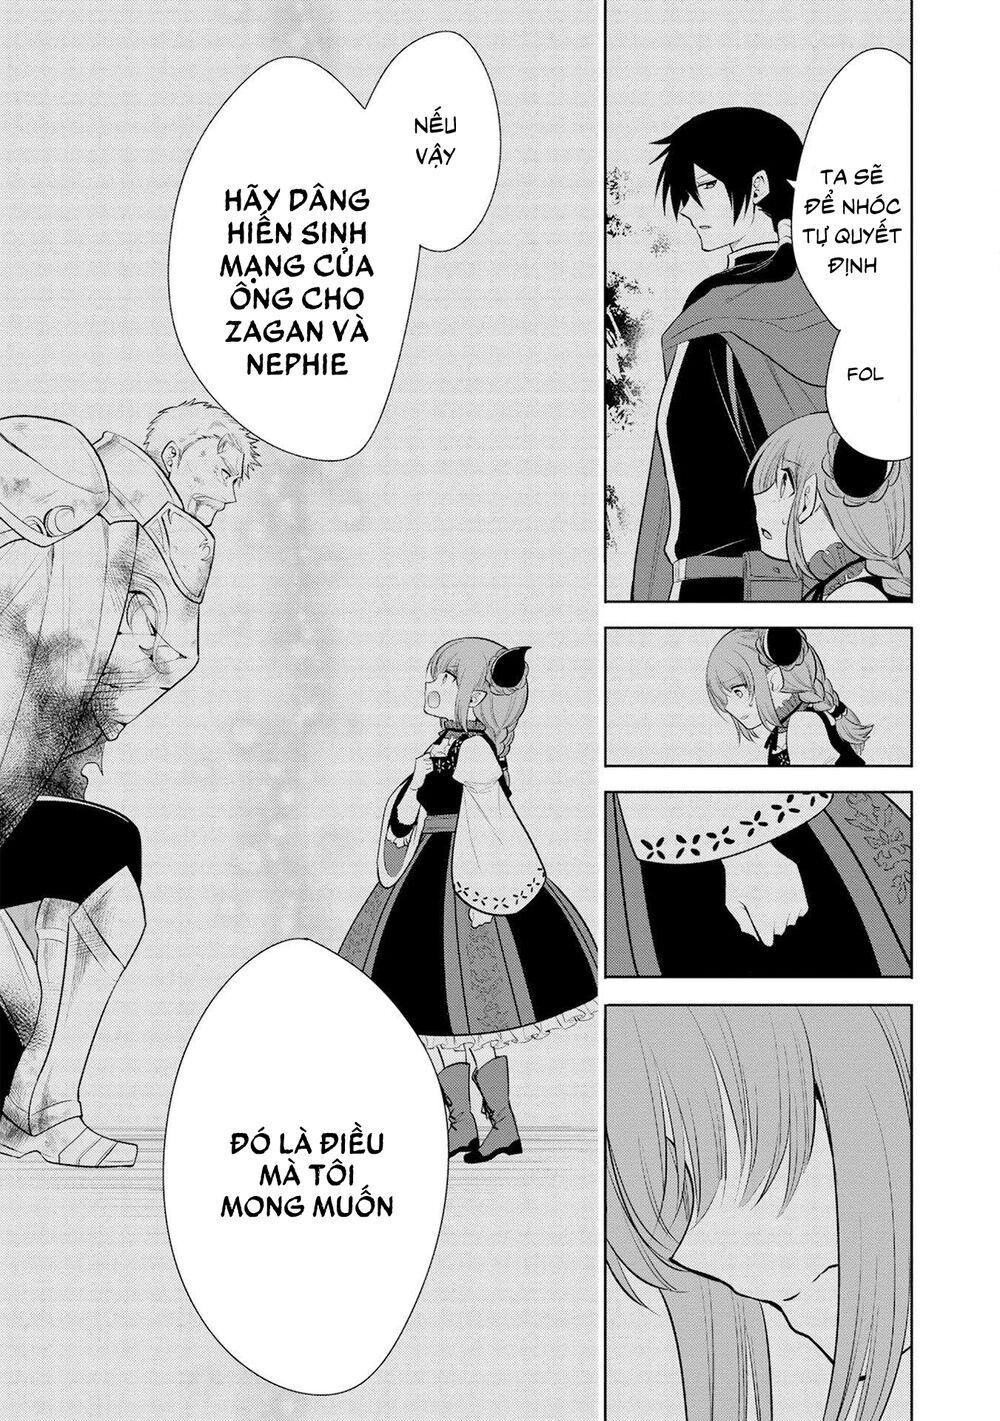 TA SẼ
ĐỂ NHÓC
TỰ QUYẾT
ĐỊNH
FOL
NẾU
VẬY
HÃY DÂNG
HIẾN SINH
MẠNG CỦA
ÔNG CHO
ZAGAN VÀ
NEPHIE
ĐÓ LÀ ĐIỀU
MÀ TÔI
MONG MUỐN